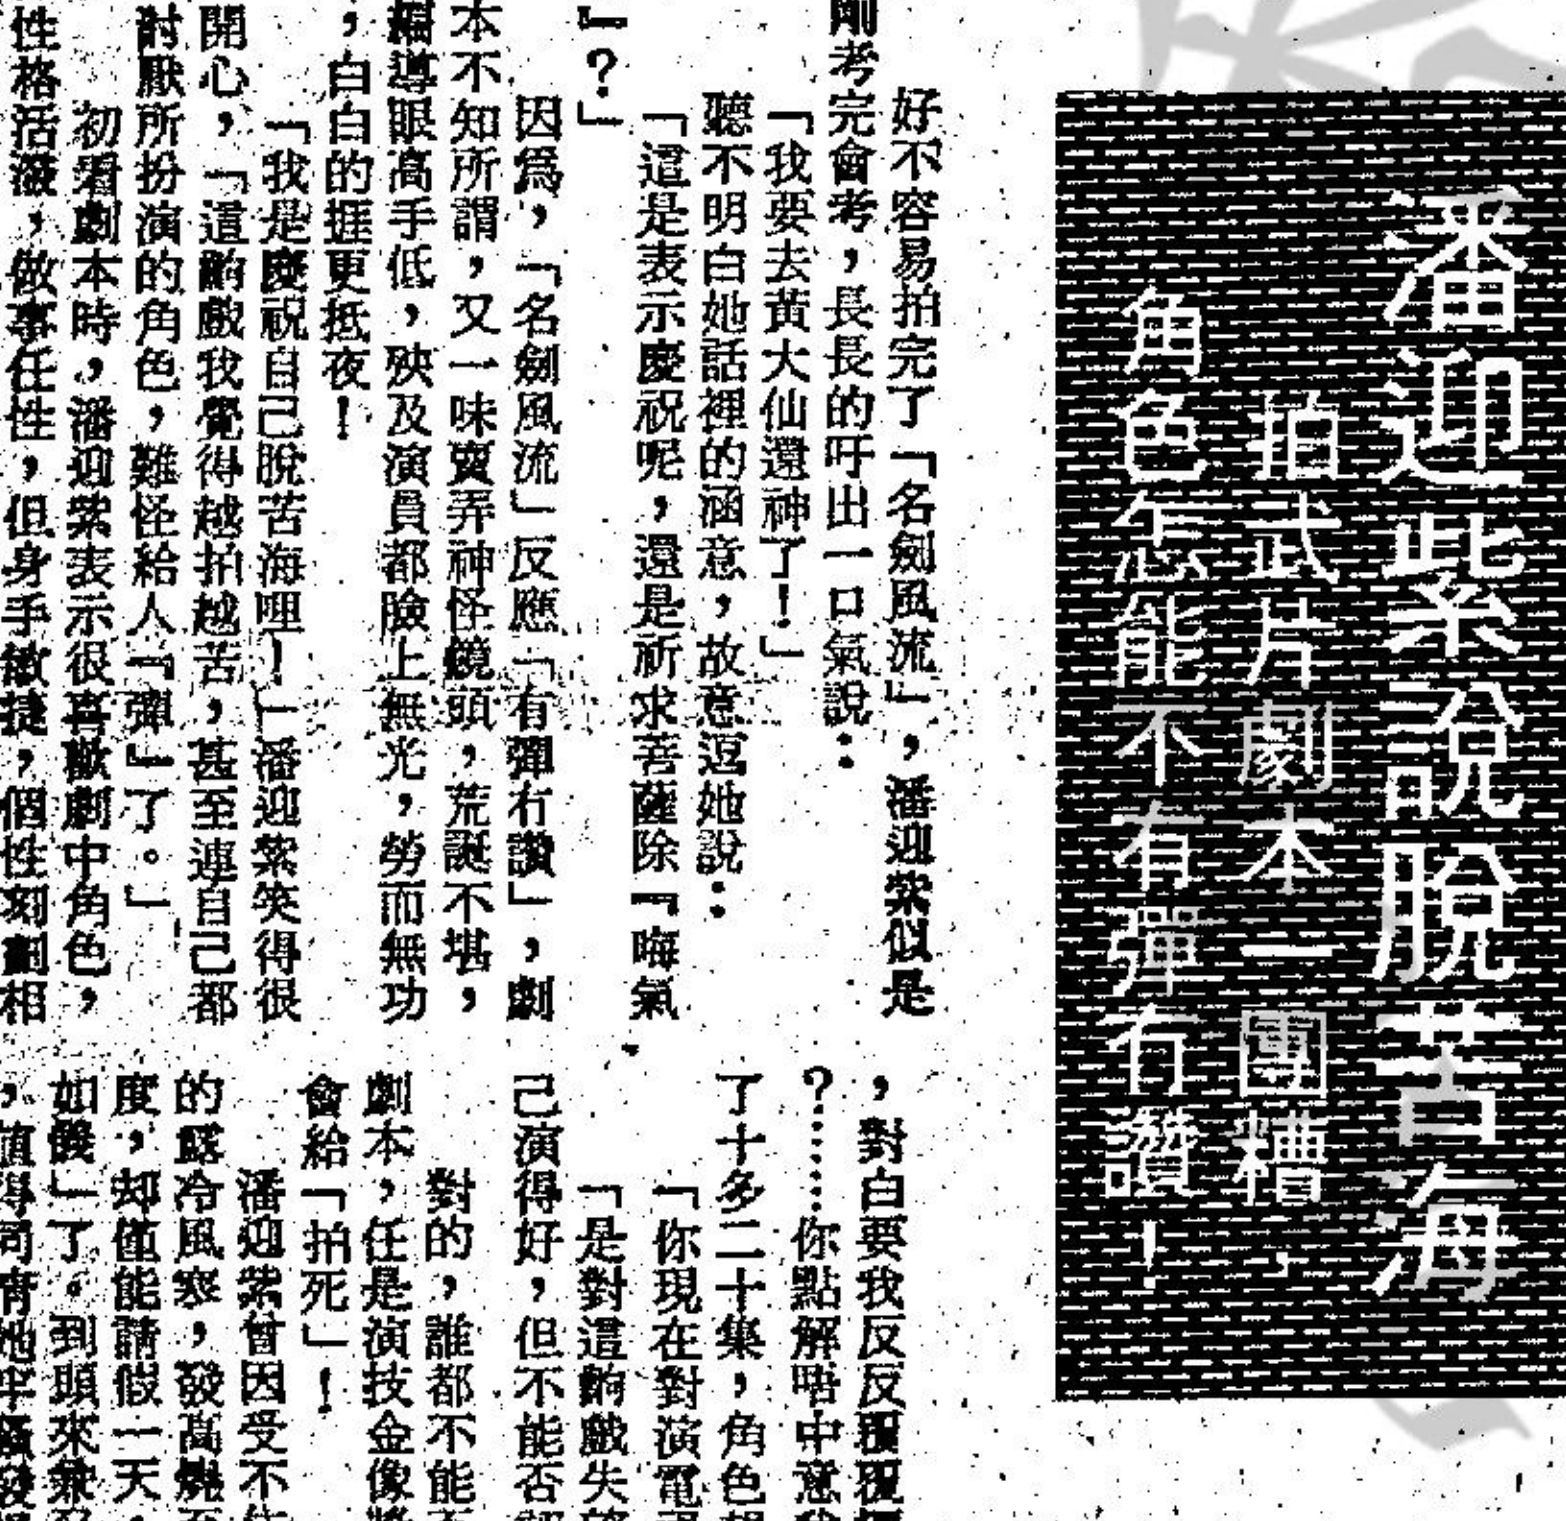 潘迎紫說脫苦海
拍武片劇本一團糟，
角色怎能不有彈有讚！
好不容易拍完了「名劍風流」，潘迎紫似是
剛考完會考，長長的吁出一口氣說：
「我要去黃大仙還神了！」
聽不明白她話裡的涵意，故意逗她說：
「這是表示慶祝呢，還是祈求菩薩除『晦氣
』？」
因爲，「名劍風流」反應「有彈冇讚」，劇
本不知所謂，又一味賣弄神怪鏡頭，荒誕不堪，
編導眼高手低，殃及演員都險上無光，勞而無功
，白白的捱更抵夜！
「我是慶祝自己脫苦海哩！」潘迎紫笑得很
開心，「這齣戲我覺得越拍越苦，甚至連自己都
討厭所扮演的角色，難怪給人『彈』了。」
初看劇本時，潘迎紫表示很喜歡劇中角色，
性格活潑，做事任性，但身手敏捷，個性刻劃相
，對白要我反反覆覆
？……你點解唔中意
了十多二十集，角色
「你現在對演電
「是對這齣戲失
己演得好，但不能否
對的，誰都不能
劇本，任是演技金像
會給「拍死」！
潘迎紫曾因受不
的蘇冷風寒，發高燒
度，却僅能請假一天
如儀」了。到頭來
，值得同情她